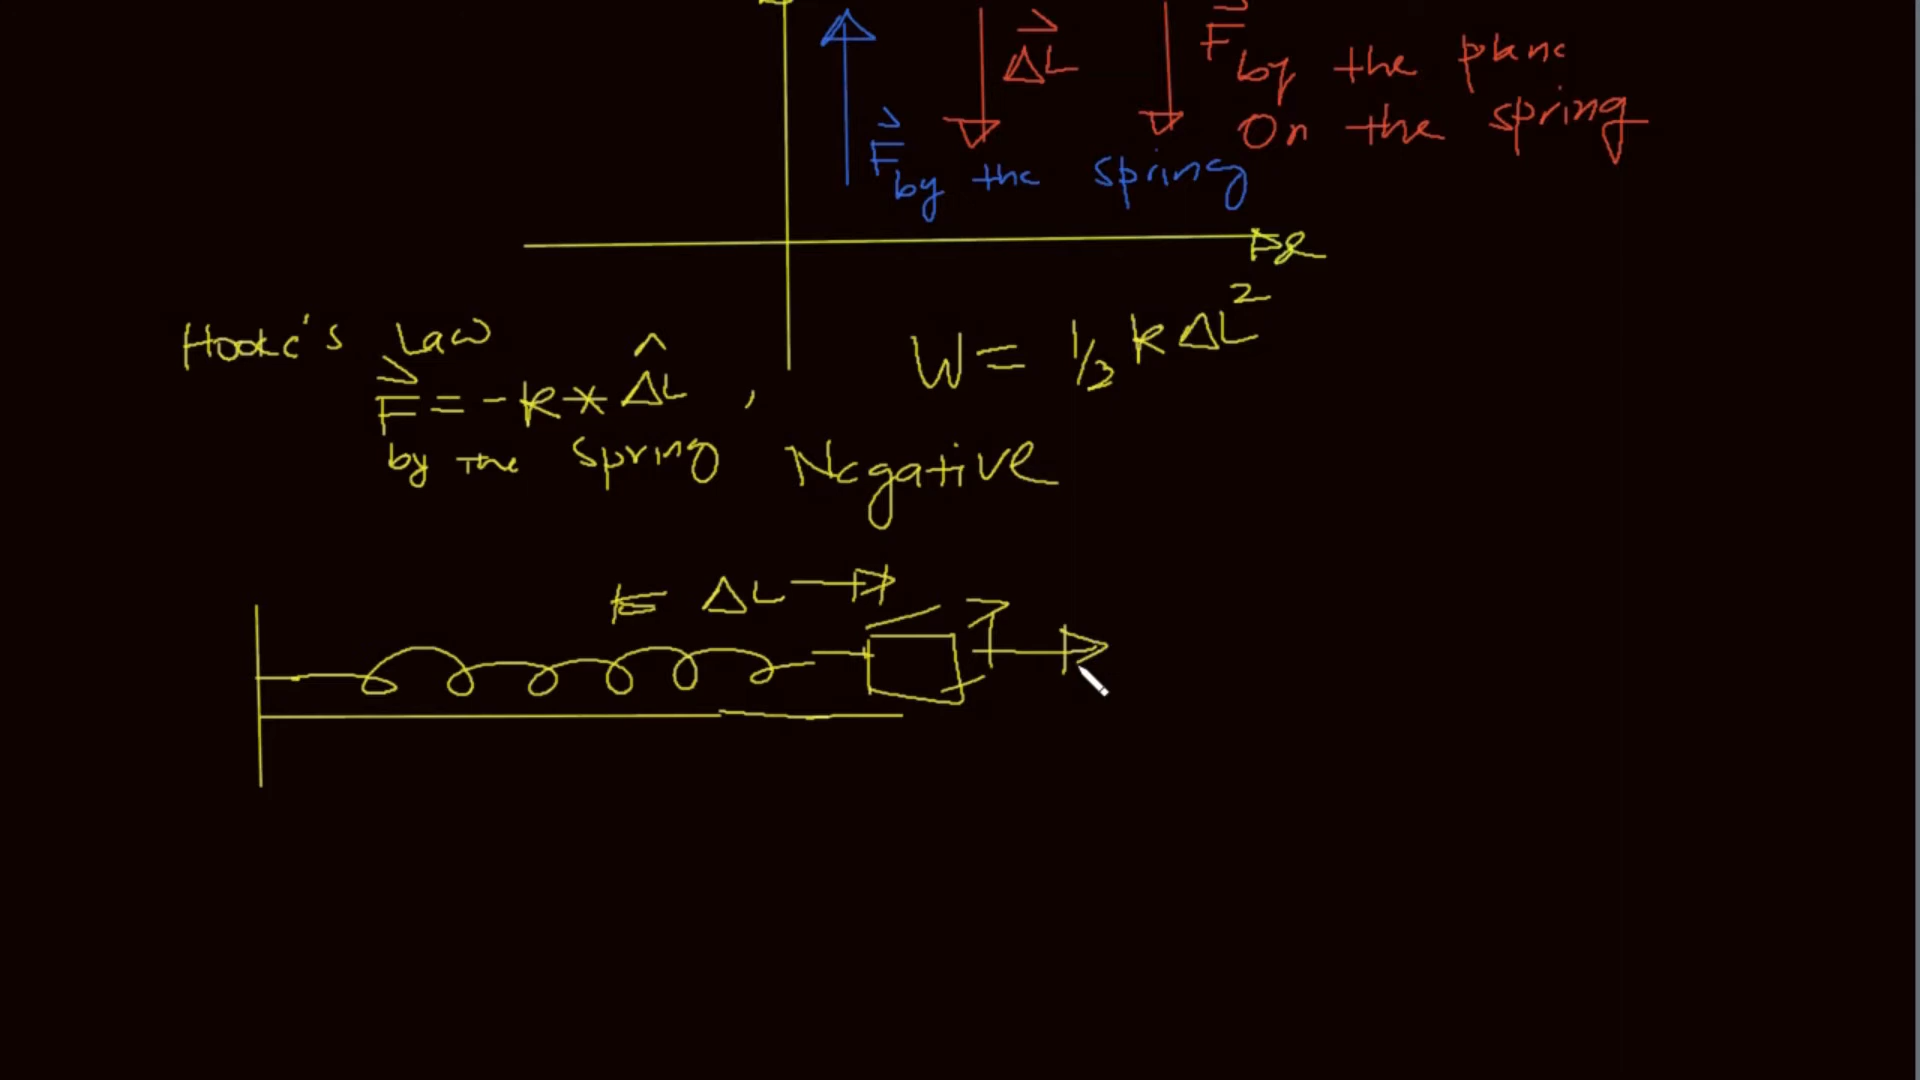 ΔL F by the plane
On the spring
F by the spring
x
Hooke's Law
F = -k * ΔL ,
by the spring
W = 1/2 k ΔL²
Negative
ΔL